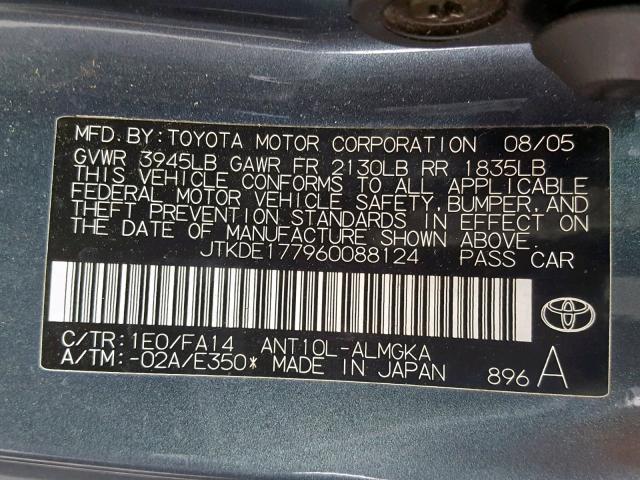 MFD.BY:TOYOTA MOTOR CORPORATION 08/05
GVWR 3945LB GAWR FR 2130LB RR 1835LB
THIS VEHICLE CONFORMS TO ALL APPLICABLE
FEDERAL MOTOR VEHICLE SAFETY,BUMPER,AND
THEFT PREVENTION STANDARDS IN EFFECT ON
THE DATE OF MANUFACTURE SHOWN ABOVE.
JTKDE177960088124 PASS CAR
C/TR:1E0/FA14 ANT10L-ALMGKA
A/TM:-02A/E350* MADE IN JAPAN 896 A